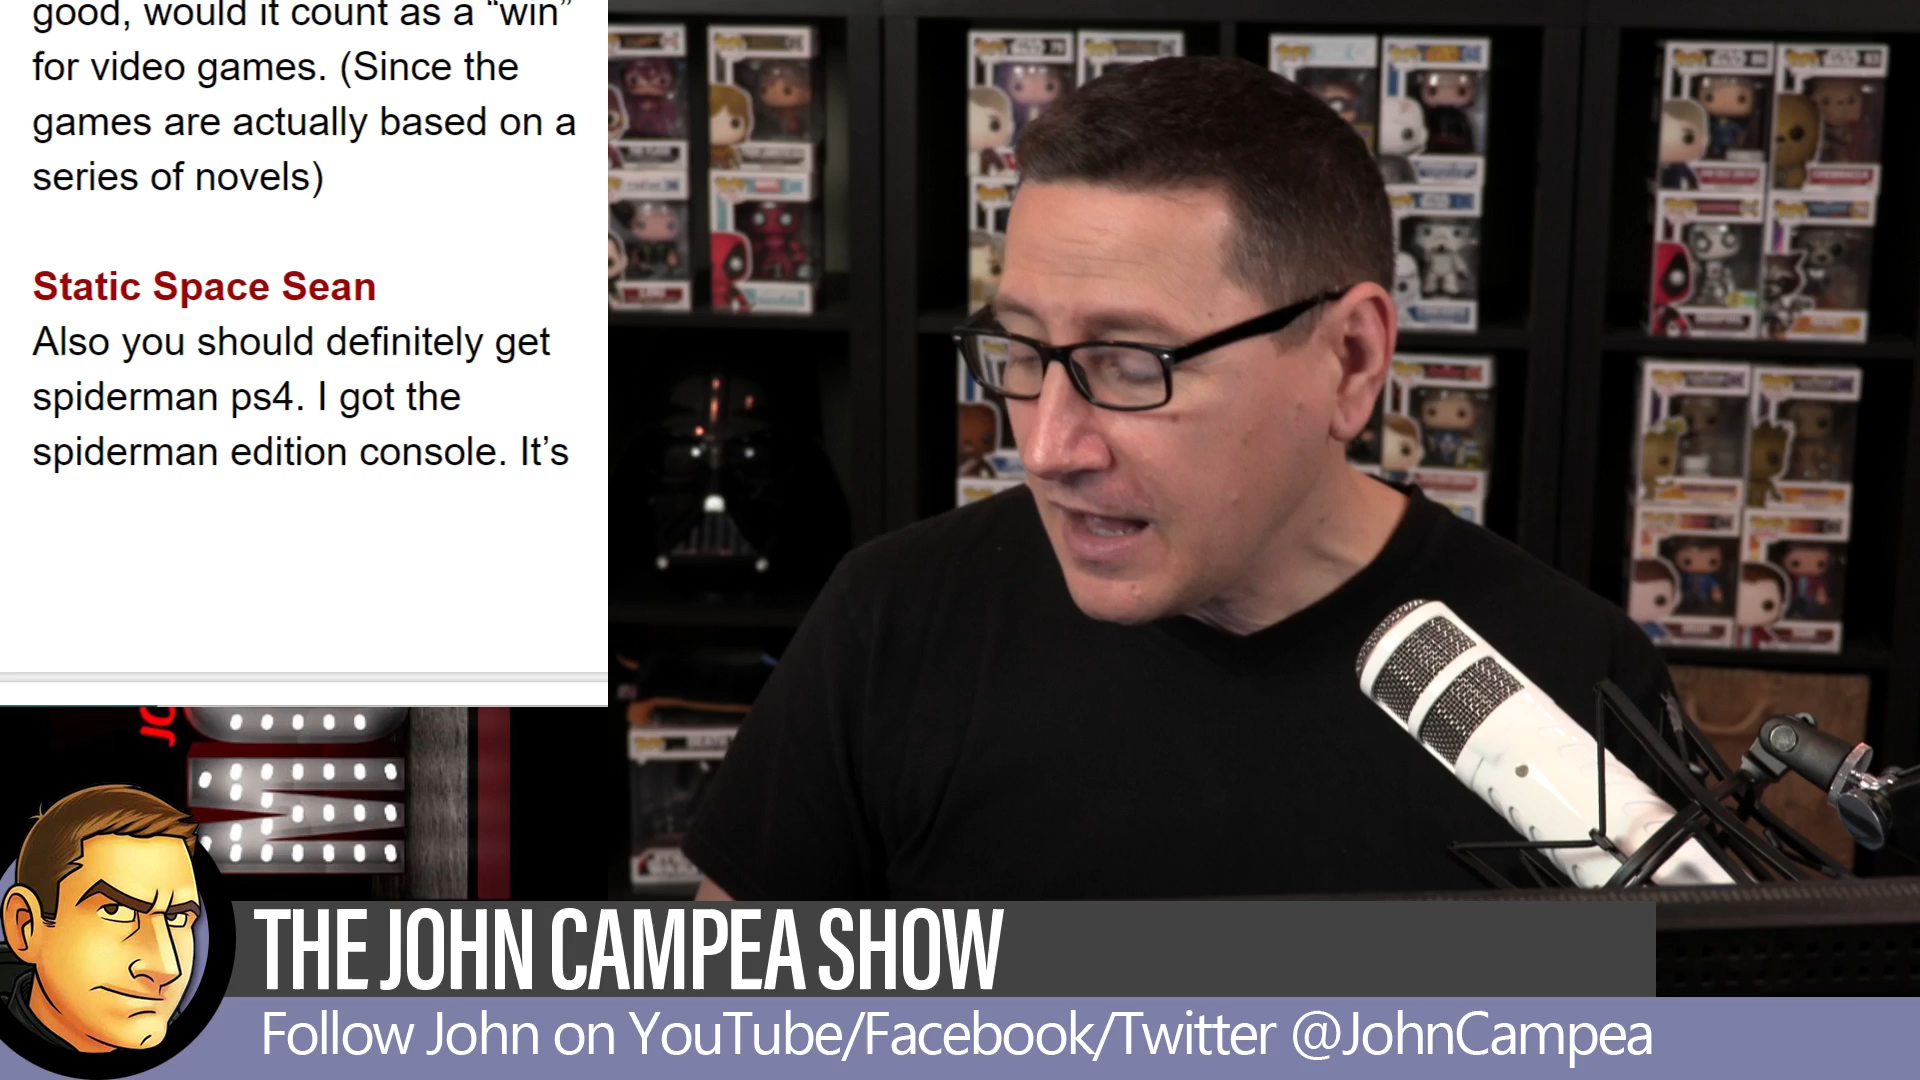 good, would it count as a “win”
for video games. (Since the
games are actually based on a
series of novels)
Static Space Sean
Also you should definitely get
spiderman ps4. I got the
spiderman edition console. It’s
JO
THE JOHN CAMPEA SHOW
Follow John on YouTube/Facebook/Twitter @JohnCampea